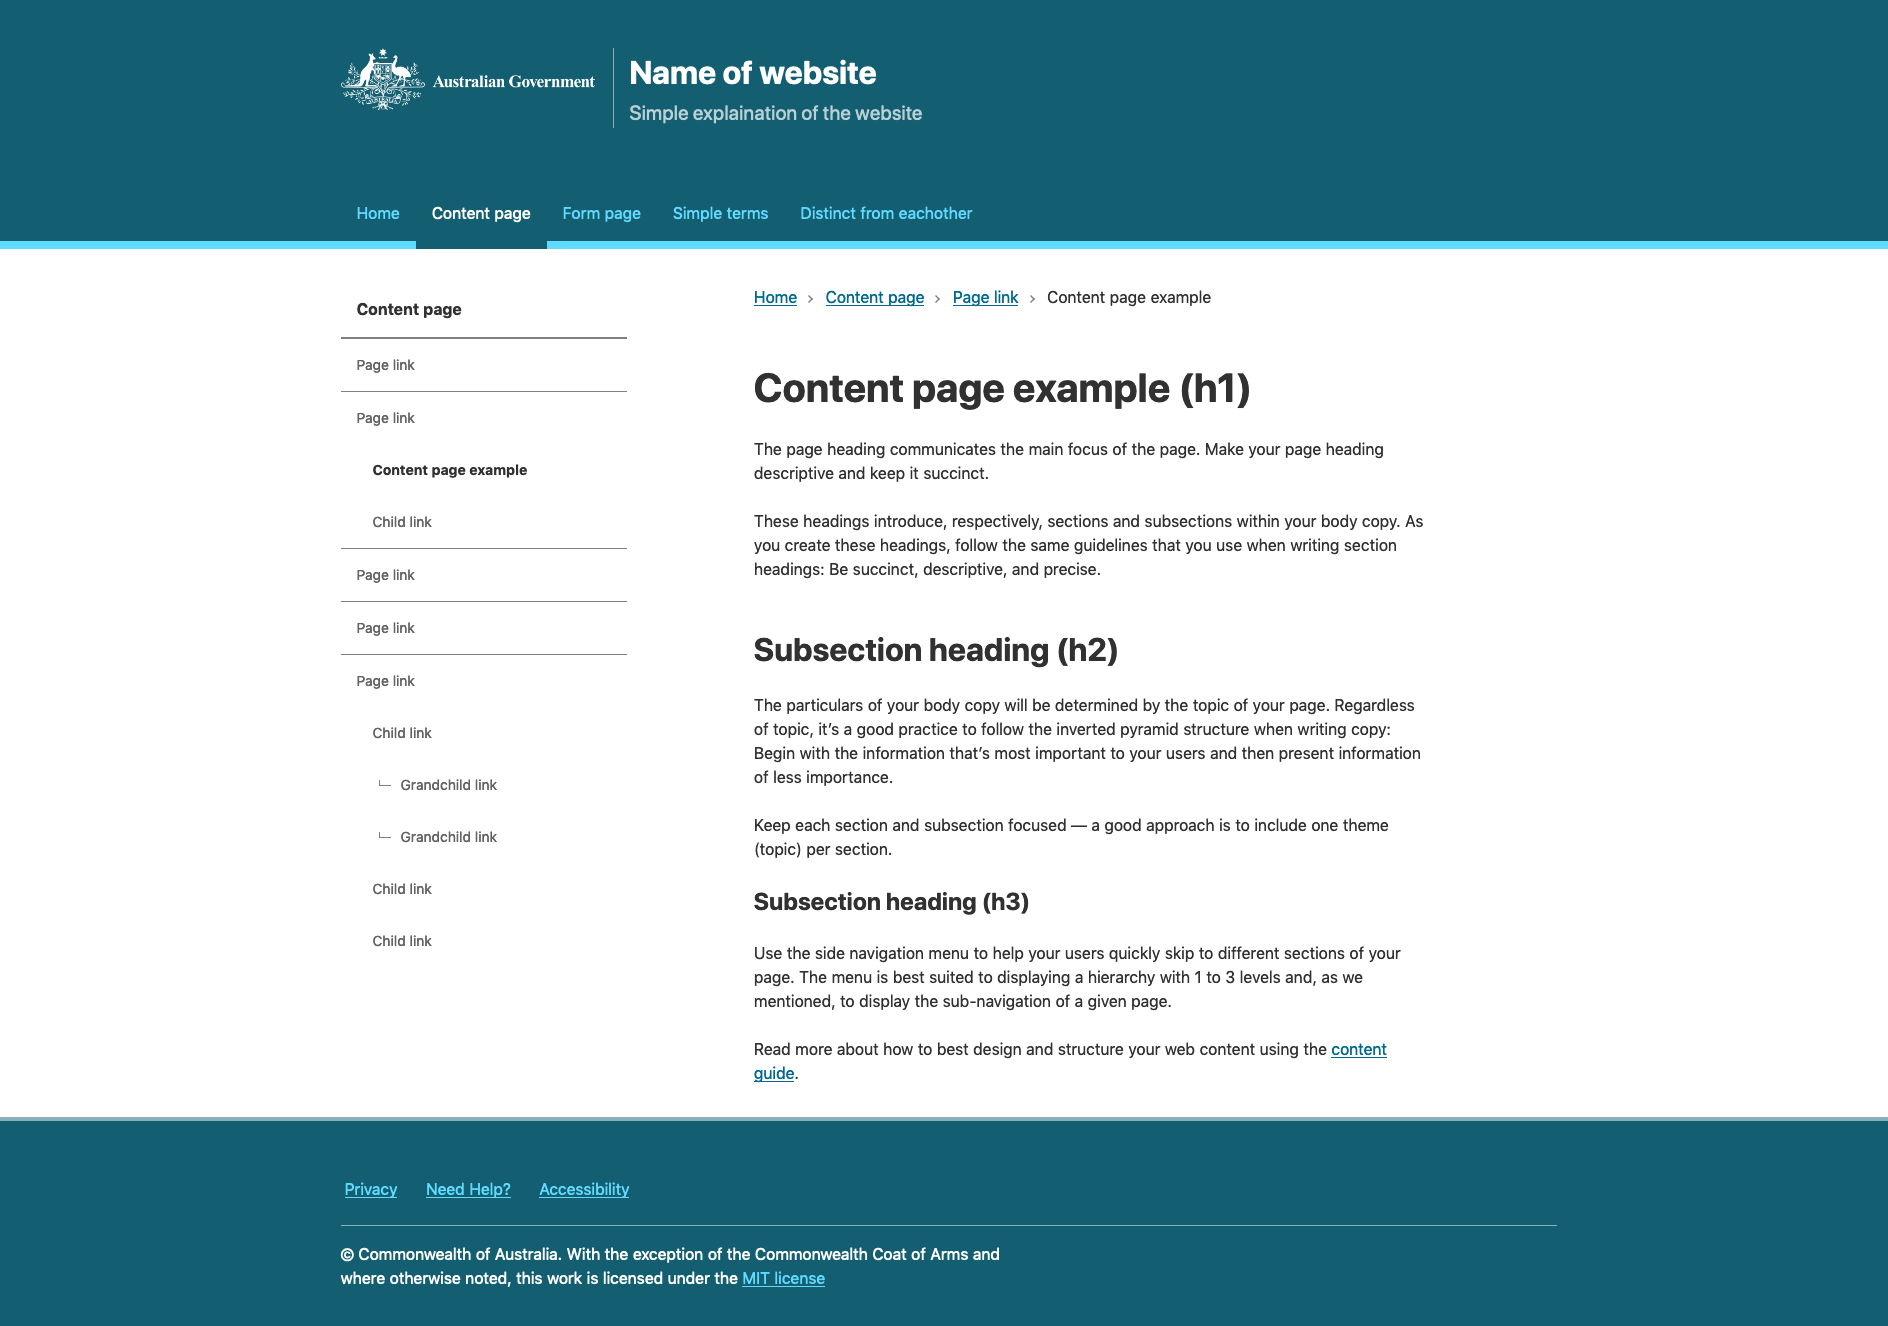 Australian Government
Name of website
Simple explaination of the website
Home
Content page
Form page
Simple terms
Distinct from eachother
Content page
Page link
Page link
Content page example
Child link
Page link
Page link
Page link
Child link
Grandchild link
Grandchild link
Child link
Child link
Home › Content page › Page link › Content page example
Content page example (h1)
The page heading communicates the main focus of the page. Make your page heading
descriptive and keep it succinct.
These headings introduce, respectively, sections and subsections within your body copy. As
you create these headings, follow the same guidelines that you use when writing section
headings: Be succinct, descriptive, and precise.
Subsection heading (h2)
The particulars of your body copy will be determined by the topic of your page. Regardless
of topic, it’s a good practice to follow the inverted pyramid structure when writing copy:
Begin with the information that’s most important to your users and then present information
of less importance.
Keep each section and subsection focused — a good approach is to include one theme
(topic) per section.
Subsection heading (h3)
Use the side navigation menu to help your users quickly skip to different sections of your
page. The menu is best suited to displaying a hierarchy with 1 to 3 levels and, as we
mentioned, to display the sub-navigation of a given page.
Read more about how to best design and structure your web content using the content
guide.
Privacy
Need Help?
Accessibility
© Commonwealth of Australia. With the exception of the Commonwealth Coat of Arms and
where otherwise noted, this work is licensed under the MIT license